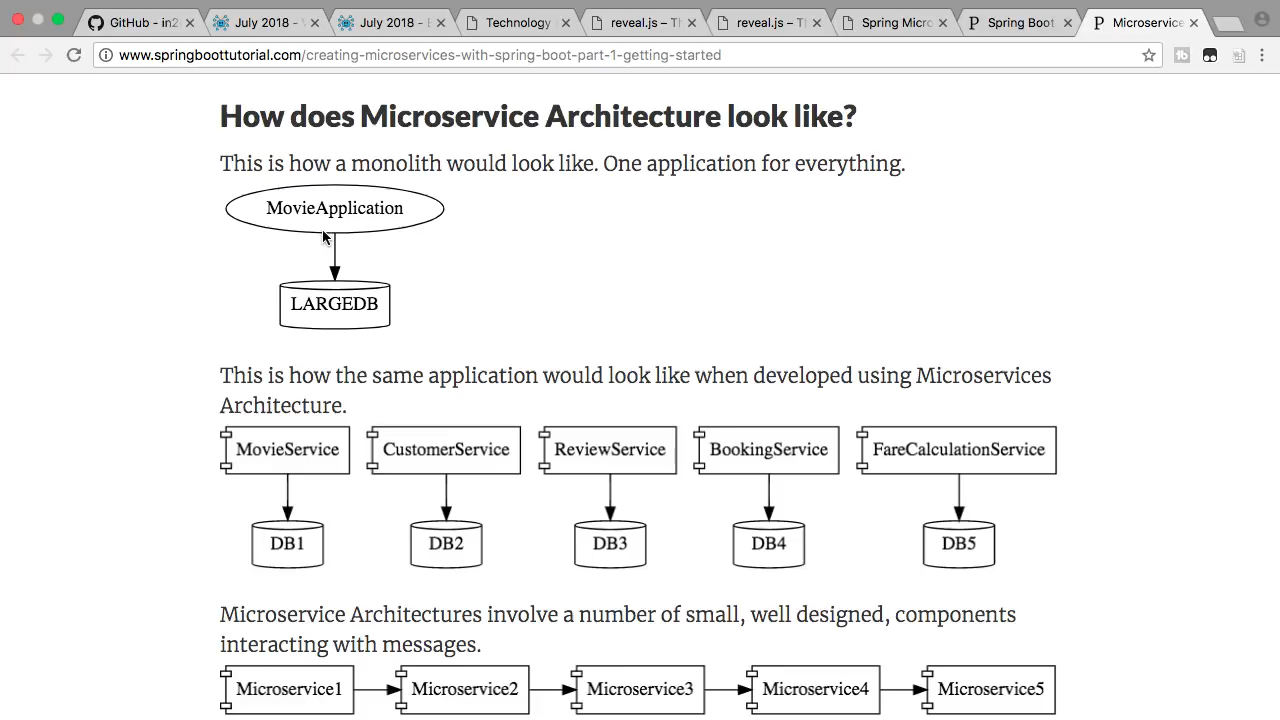 GitHub - in2
July 2018 - V
July 2018 - E
Technology
reveal.js – Th
reveal.js – Th
Spring Micro
Spring Boot
Microservice
www.springboottutorial.com/creating-microservices-with-spring-boot-part-1-getting-started
How does Microservice Architecture look like?
This is how a monolith would look like. One application for everything.
MovieApplication
LARGEDB
This is how the same application would look like when developed using Microservices
Architecture.
MovieService CustomerService ReviewService BookingService FareCalculationService
DB1 DB2 DB3 DB4 DB5
Microservice Architectures involve a number of small, well designed, components
interacting with messages.
Microservice1 Microservice2 Microservice3 Microservice4 Microservice5